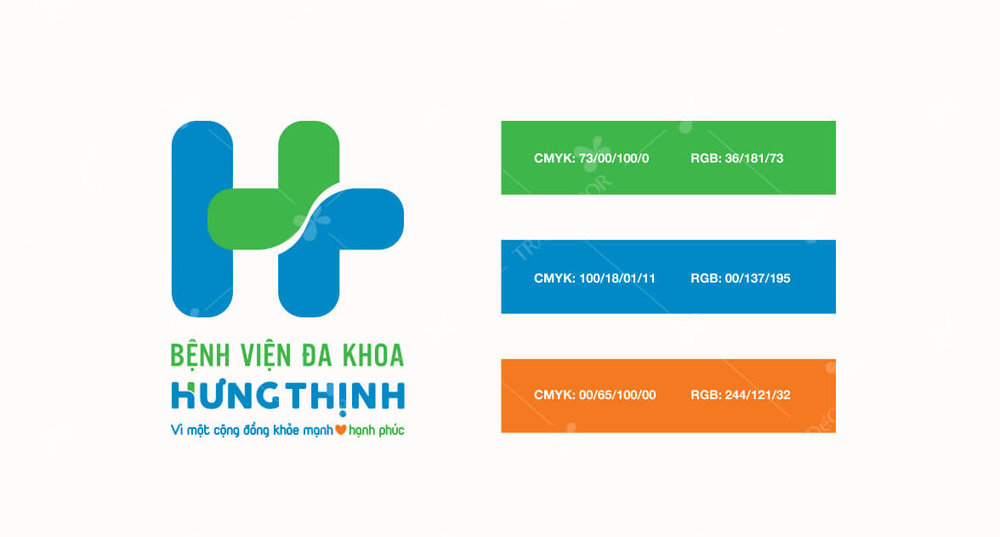 BỆNH VIỆN ĐA KHOA
HƯNG THỊNH
Vì một cộng đồng khỏe mạnh hạnh phúc
CMYK: 73/00/100/0 RGB: 36/181/73
CMYK: 100/18/01/11 RGB: 00/137/195
CMYK: 00/65/100/00 RGB: 244/121/32